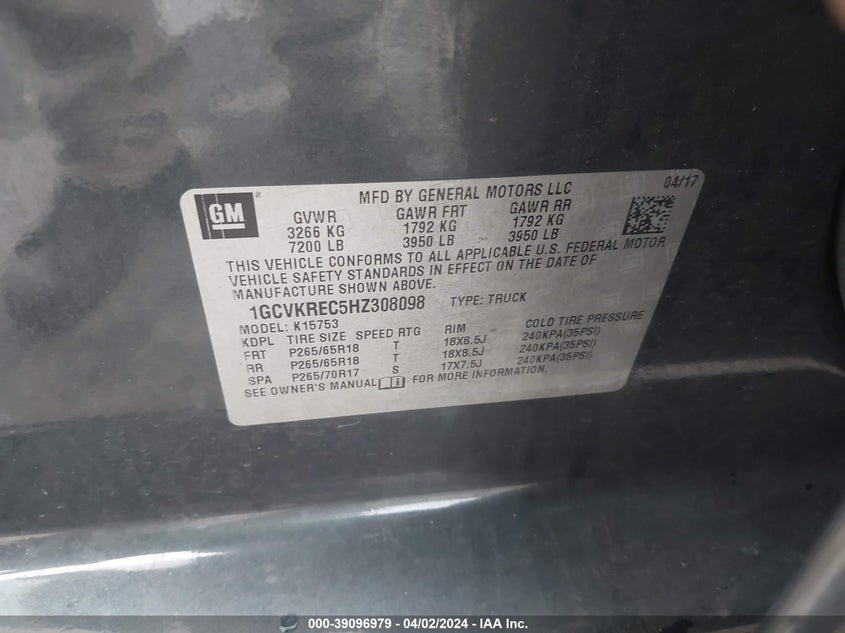 GM ®
MFD BY GENERAL MOTORS LLC 04/17
GVWR GAWR FRT GAWR RR
3266 KG 1792 KG 1792 KG
7200 LB 3950 LB 3950 LB
THIS VEHICLE CONFORMS TO ALL APPLICABLE U.S. FEDERAL MOTOR
VEHICLE SAFETY STANDARDS IN EFFECT ON THE DATE OF
MANUFACTURE SHOWN ABOVE.
1GCVKREC5HZ308098 TYPE: TRUCK
MODEL: K15753
KDPL TIRE SIZE SPEED RTG RIM COLD TIRE PRESSURE
FRT P265/65R18 T 18X8.5J 240KPA(35PSI)
RR P265/65R18 T 18X8.5J 240KPA(35PSI)
SPA P265/70R17 S 17X7.5J 240KPA(35PSI)
SEE OWNER'S MANUAL i FOR MORE INFORMATION.
000-39096979 - 04/02/2024 - IAA Inc.